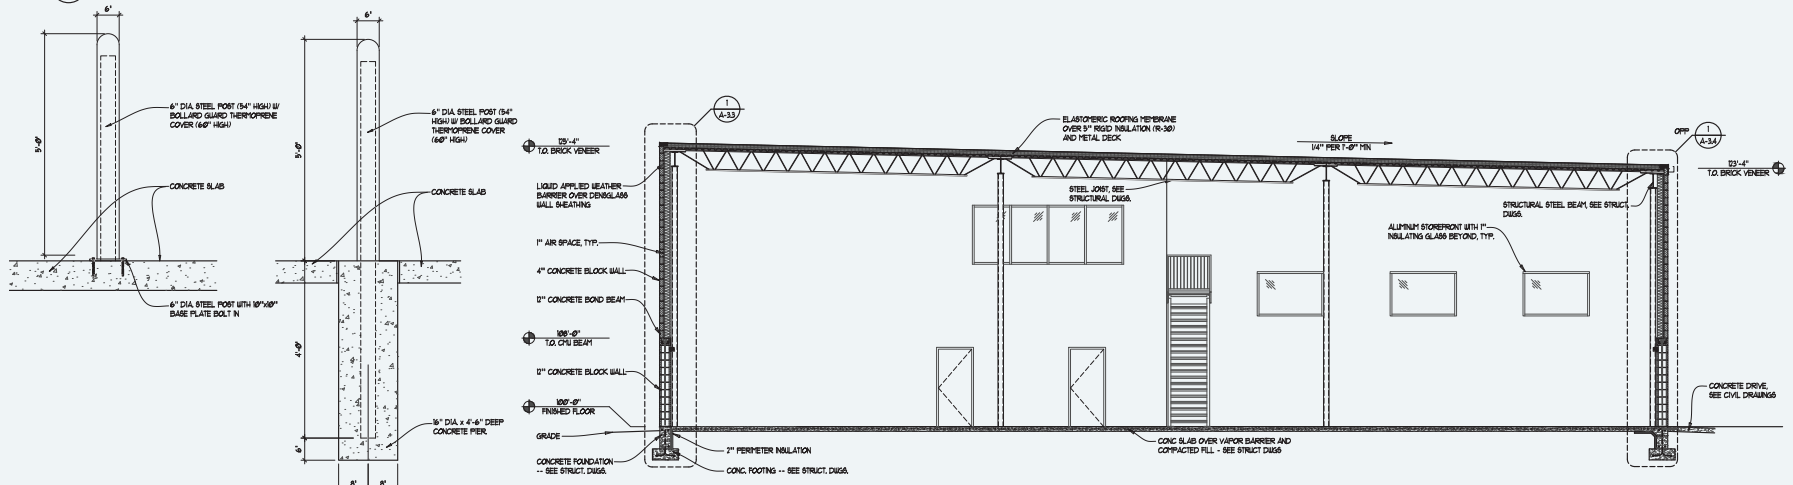 6"
5'-0"
6" DIA. STEEL POST (54" HIGH) W/
BOLLARD GUARD THERMOPRENE
COVER (60" HIGH)
CONCRETE SLAB
6" DIA. STEEL POST WITH 10"x10"
BASE PLATE BOLT IN
6"
5'-0"
6" DIA. STEEL POST (54"
HIGH) W/ BOLLARD GUARD
THERMOPRENE COVER
(60" HIGH)
CONCRETE SLAB
4'-0"
16" DIA. x 4'-6" DEEP
CONCRETE PIER.
6"
8"
8"
1
A-3.3
T.O. BRICK VENEER
LIQUID APPLIED WEATHER
BARRIER OVER DENSGLASS
WALL SHEATHING
1" AIR SPACE, TYP.
4" CONCRETE BLOCK WALL
12" CONCRETE BOND BEAM
108'-0"
T.O. CMU BEAM
12" CONCRETE BLOCK WALL
100'-0"
FINISHED FLOOR
GRADE
CONCRETE FOUNDATION
-- SEE STRUCT. DWGS.
2" PERIMETER INSULATION
CONC. FOOTING -- SEE STRUCT. DWGS.
ELASTOMERIC ROOFING MEMBRANE
OVER 5" RIGID INSULATION (R-30)
AND METAL DECK
STEEL JOIST, SEE
STRUCTURAL DWGS.
SLOPE
1/4" PER 1'-0" MIN
ALUMINUM STOREFRONT WITH 1"
INSULATING GLASS BEYOND, TYP.
STRUCTURAL STEEL BEAM, SEE STRUCT.
DWGS.
CONC SLAB OVER VAPOR BARRIER AND
COMPACTED FILL - SEE STRUCT DWGS
OPP
1
A-3.4
123'-4"
T.O. BRICK VENEER
CONCRETE DRIVE,
SEE CIVIL DRAWINGS